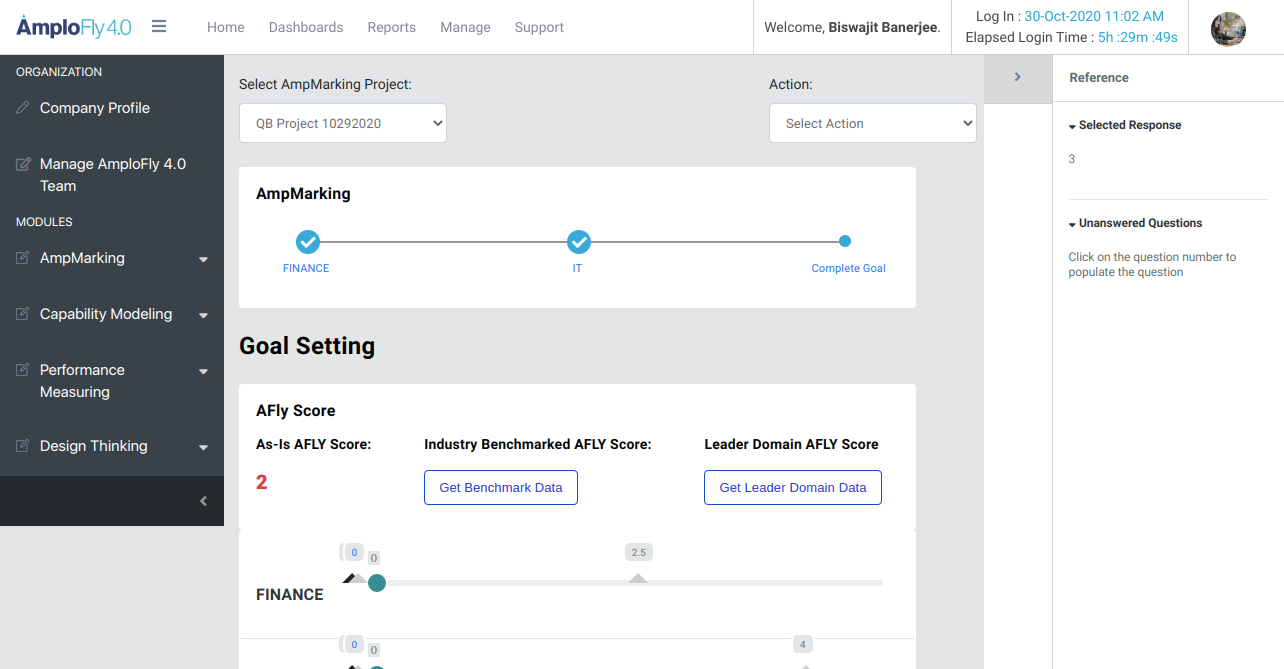 AmploFly 4.0
Home Dashboards Reports Manage Support
Welcome, Biswajit Banerjee.
Log In : 30-Oct-2020 11:02 AM
Elapsed Login Time : 5h :29m :49s
ORGANIZATION
Company Profile
Manage AmploFly 4.0
Team
MODULES
AmpMarking
Capability Modeling
Performance
Measuring
Design Thinking
Select AmpMarking Project:
QB Project 10292020
Action:
Select Action
AmpMarking
FINANCE
IT
Complete Goal
Goal Setting
AFly Score
As-Is AFLY Score:
2
Industry Benchmarked AFLY Score:
Get Benchmark Data
Leader Domain AFLY Score
Get Leader Domain Data
0 0 2.5
FINANCE
0 0 4
Reference
Selected Response
3
Unanswered Questions
Click on the question number to
populate the question